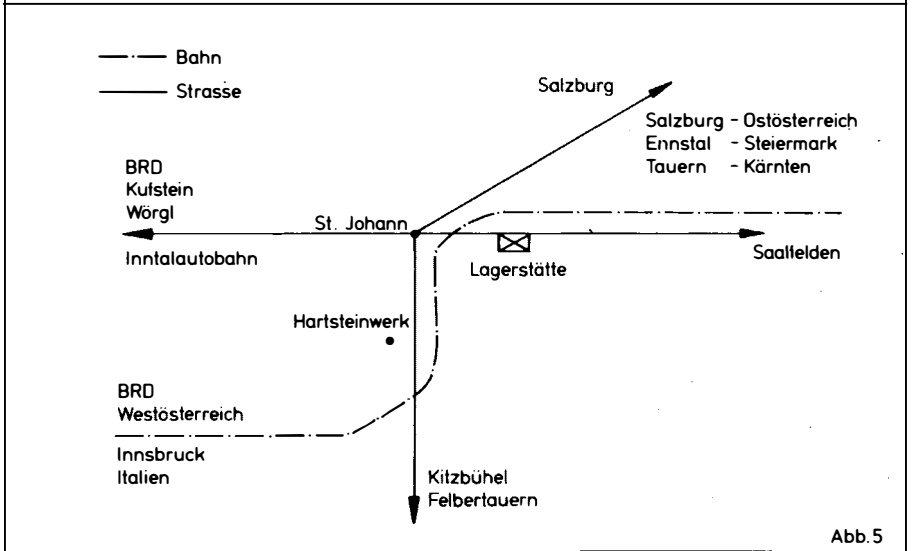 Bahn
Strasse
Salzburg
Salzburg - Ostösterreich
Ennstal - Steiermark
Tauern - Kärnten
BRD
Kufstein
Wörgl
St. Johann
Inntalautobahn
Lagerstätte
Saalfelden
Hartsteinwerk
BRD
Westösterreich
Innsbruck
Italien
Kitzbühel
Felbertauern
Abb.5